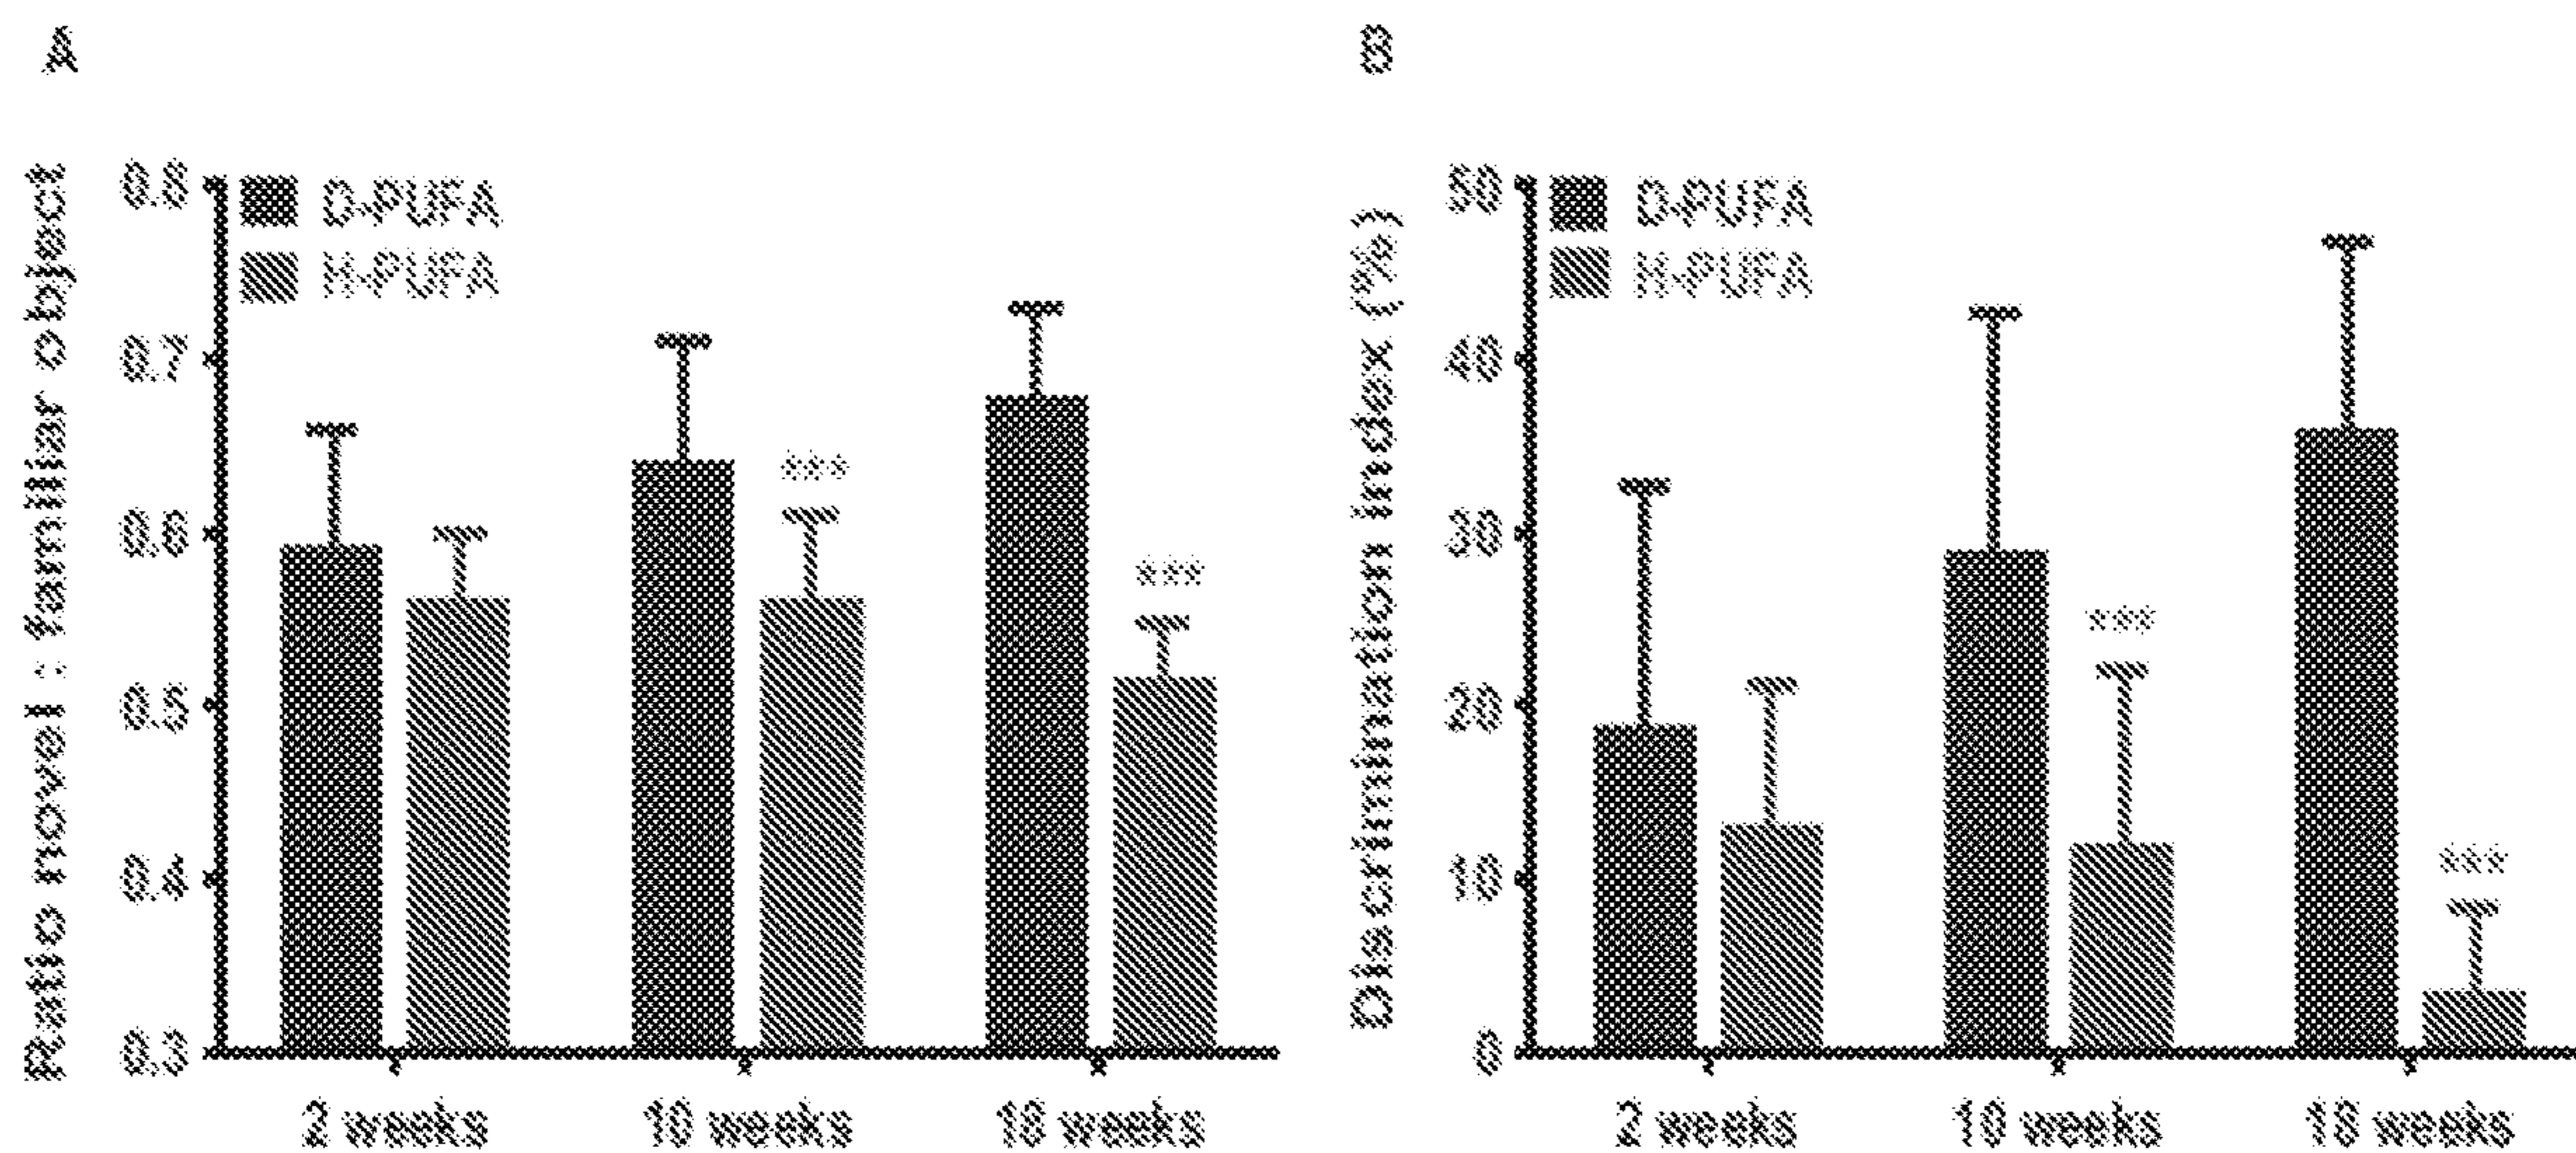 A
Ratio novel : familiar object
0.8
0.7
0.6
0.5
0.4
0.3
D-PUFA
H-PUFA
***
***
2 weeks
10 weeks
18 weeks
B
Discrimination index (%)
50
40
30
20
10
0
D-PUFA
H-PUFA
***
***
2 weeks
10 weeks
18 weeks